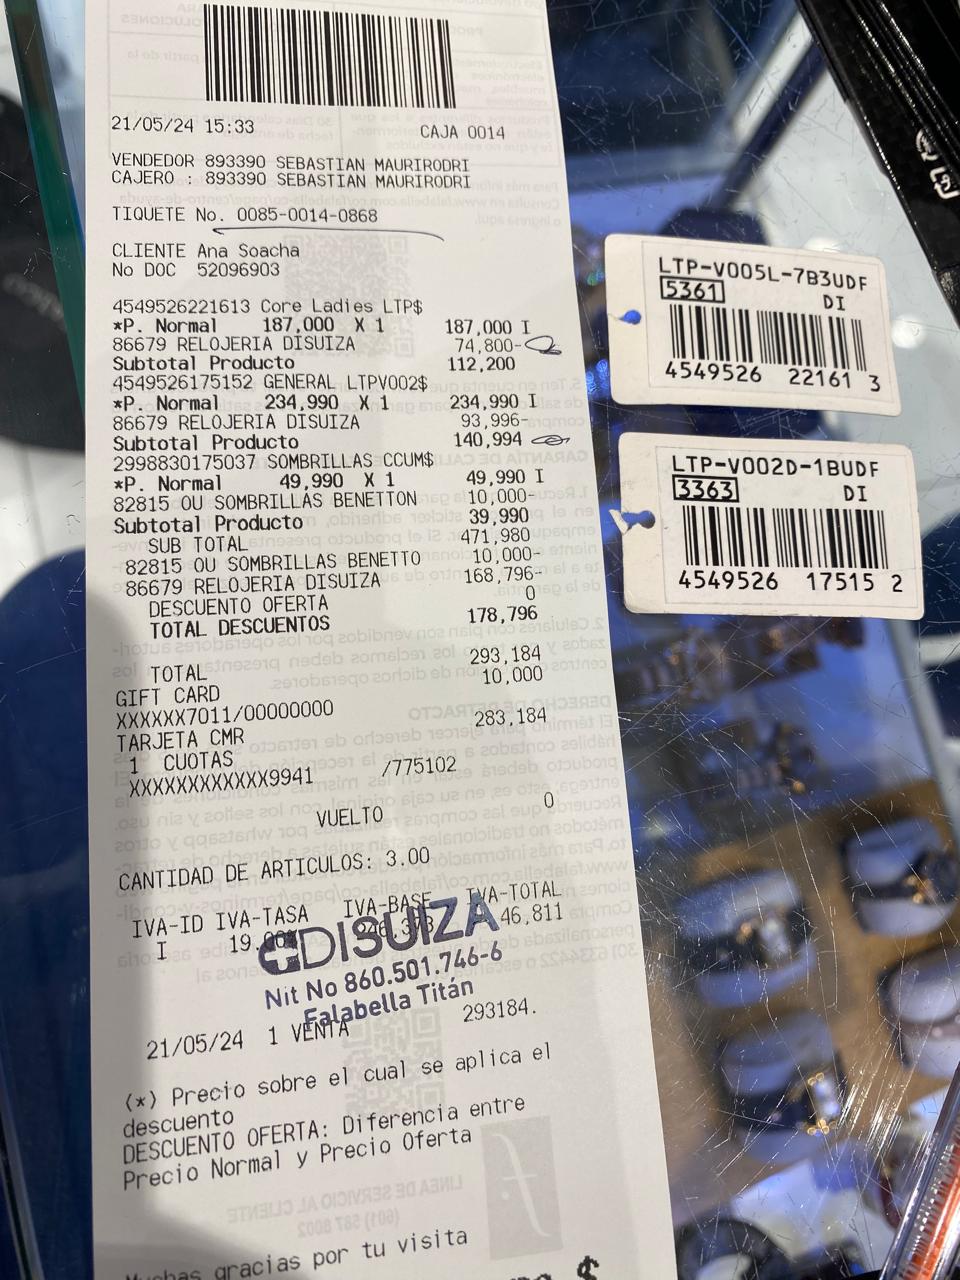 21/05/24 15:33 CAJA 0014
VENDEDOR 893390 SEBASTIAN MAURIRODRI
CAJERO : 893390 SEBASTIAN MAURIRODRI
TIQUETE No. 0085-0014-0868
CLIENTE Ana Soacha
No DOC 52096903
4549526221613 Core Ladies LTP$
*P. Normal 187,000 X 1 187,000 I
86679 RELOJERIA DISUIZA 74,800-
Subtotal Producto 112,200
4549526175152 GENERAL LTPV002$
*P. Normal 234,990 X 1 234,990 I
86679 RELOJERIA DISUIZA 93,996-
Subtotal Producto 140,994
2998830175037 SOMBRILLAS CCUM$
*P. Normal 49,990 X 1 49,990 I
82815 OU SOMBRILLAS BENETTON 10,000-
Subtotal Producto 39,990
SUB TOTAL 471,980
82815 OU SOMBRILLAS BENETTO 10,000-
86679 RELOJERIA DISUIZA 168,796-
DESCUENTO OFERTA 0
TOTAL DESCUENTOS 178,796
TOTAL 293,184
GIFT CARD 10,000
XXXXXX7011/00000000
TARJETA CMR 283,184
1 CUOTAS
XXXXXXXXXXXX9941 /775102
VUELTO 0
CANTIDAD DE ARTICULOS: 3.00
IVA-ID IVA-TASA IVA-BASE IVA-TOTAL
I 46,811
DISUIZA
Nit No 860.501.746-6
Falabella Titán
21/05/24 1 VENTA 293184.
(*) Precio sobre el cual se aplica el
descuento
DESCUENTO OFERTA: Diferencia entre
Precio Normal y Precio Oferta
Muchas gracias por tu visita
LTP-V005L-7B3UDF
5361 DI
4549526 22161 3
LTP-V002D-1BUDF
3363 DI
4549526 17515 2